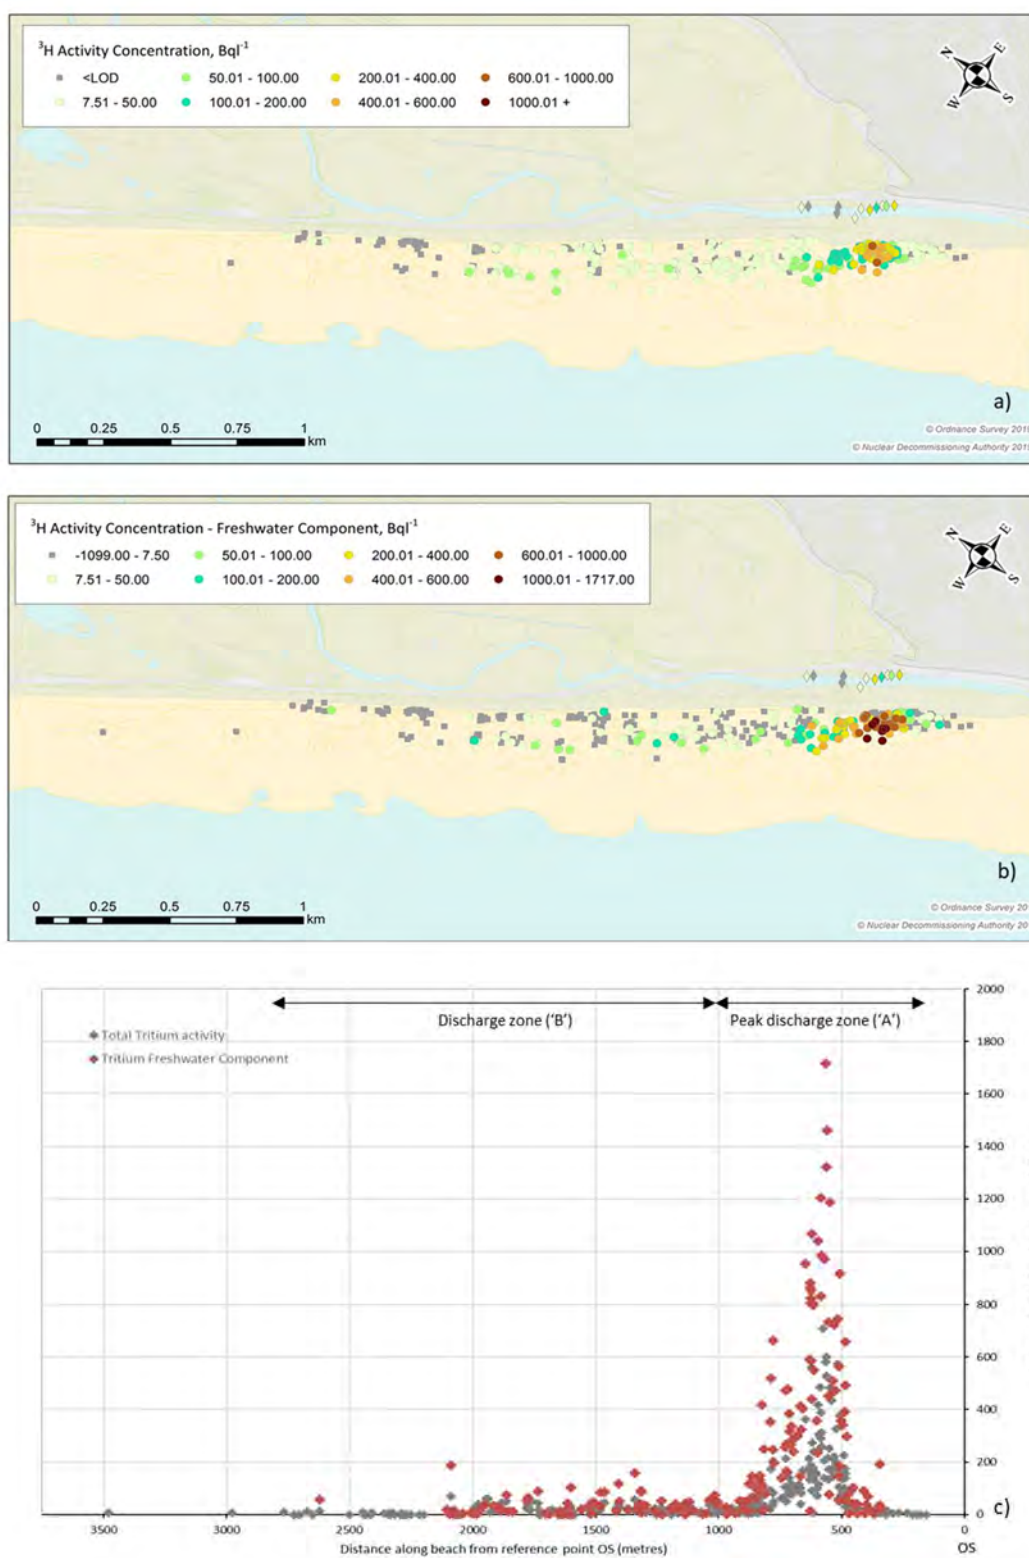 ³H Activity Concentration, Bql⁻¹
<LOD 50.01 - 100.00 200.01 - 400.00 600.01 - 1000.00
7.51 - 50.00 100.01 - 200.00 400.01 - 600.00 1000.01 +
N E
W S
a)
0 0.25 0.5 0.75 1
km
© Ordnance Survey 2019
© Nuclear Decommissioning Authority 2019
³H Activity Concentration - Freshwater Component, Bql⁻¹
-1099.00 - 7.50 50.01 - 100.00 200.01 - 400.00 600.01 - 1000.00
7.51 - 50.00 100.01 - 200.00 400.01 - 600.00 1000.01 - 1717.00
N E
W S
b)
0 0.25 0.5 0.75 1
km
© Ordnance Survey 20
© Nuclear Decommissioning Authority 20
2000
Discharge zone ('B') Peak discharge zone ('A')
Total Tritium activity
1800
Tritium Freshwater Component
1600
1400
1200
1000
800
600
400
200
0
c)
3500 3000 2500 2000 1500 1000 500 0
Distance along beach from reference point OS (metres) OS